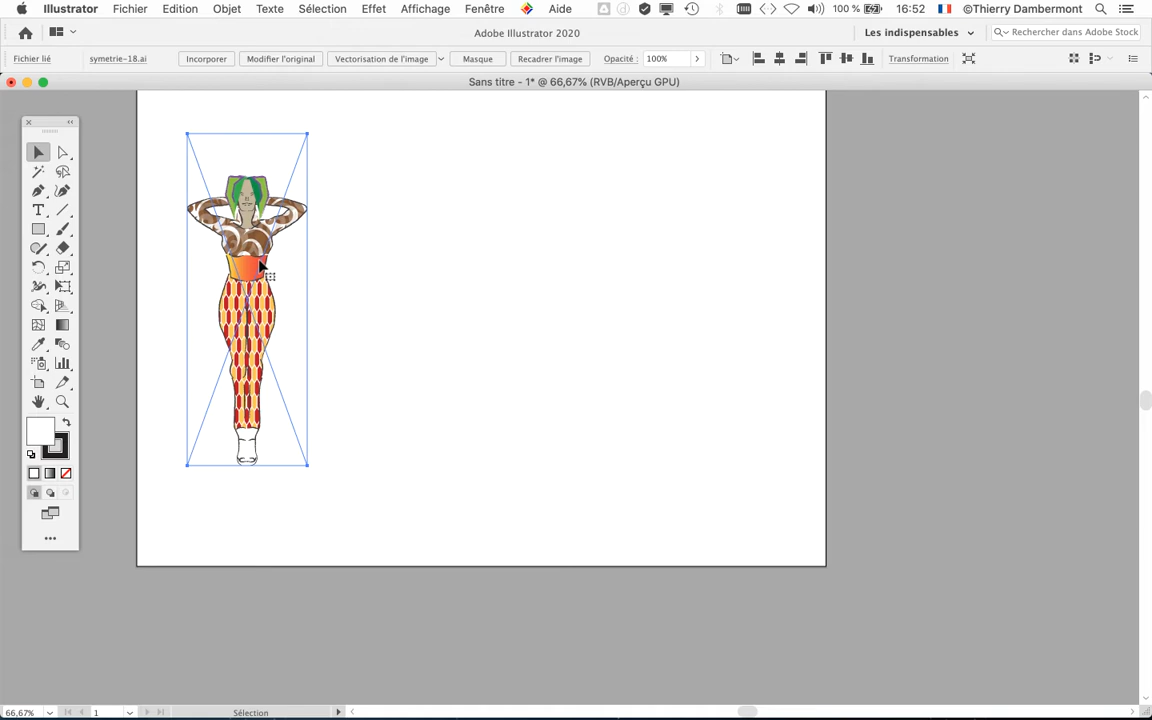 Illustrator Fichier Edition Objet Texte Sélection Effet Affichage Fenêtre Aide 100 % 16:52 ©Thierry Dambermont
Adobe Illustrator 2020 Les indispensables Rechercher dans Adobe Stock
Fichier lié symetrie-18.ai Incorporer Modifier l'original Vectorisation de l'image Masque Recadrer l'image Opacité : 100% Transformation
Sans titre - 1* @ 66,67% (RVB/Aperçu GPU)
66,67% 1 Sélection